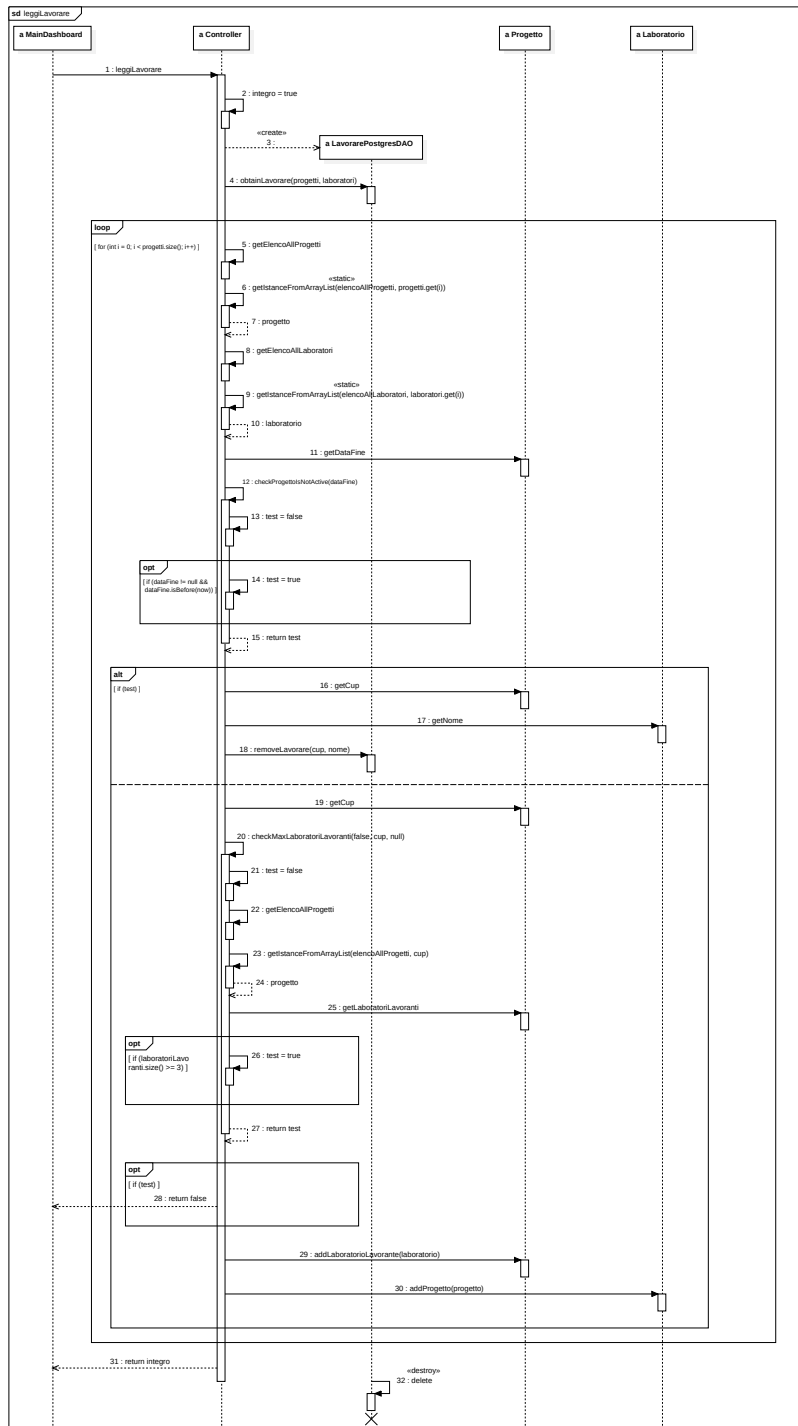 sd leggiLavorare
a MainDashboard
a Controller
a Progetto
a Laboratorio
1 : leggiLavorare
2 : integro = true
«create»
3 :
a LavorarePostgresDAO
4 : obtainLavorare(progetti, laboratori)
loop
[ for (int i = 0; i < progetti.size(); i++) ]
5 : getElencoAllProgetti
«static»
6 : getIstanceFromArrayList(elencoAllProgetti, progetti.get(i))
7 : progetto
8 : getElencoAllLaboratori
«static»
9 : getIstanceFromArrayList(elencoAllLaboratori, laboratori.get(i))
10 : laboratorio
11 : getDataFine
12 : checkProgettoIsNotActive(dataFine)
13 : test = false
opt
[ if (dataFine != null &&
dataFine.isBefore(now)) ]
14 : test = true
15 : return test
alt
[ if (test) ]
16 : getCup
17 : getNome
18 : removeLavorare(cup, nome)
19 : getCup
20 : checkMaxLaboratoriLavoranti(false, cup, null)
21 : test = false
22 : getElencoAllProgetti
23 : getIstanceFromArrayList(elencoAllProgetti, cup)
24 : progetto
25 : getLaboratoriLavoranti
opt
[ if (laboratoriLavo
ranti.size() >= 3) ]
26 : test = true
27 : return test
opt
[ if (test) ]
28 : return false
29 : addLaboratorioLavorante(laboratorio)
30 : addProgetto(progetto)
31 : return integro
«destroy»
32 : delete